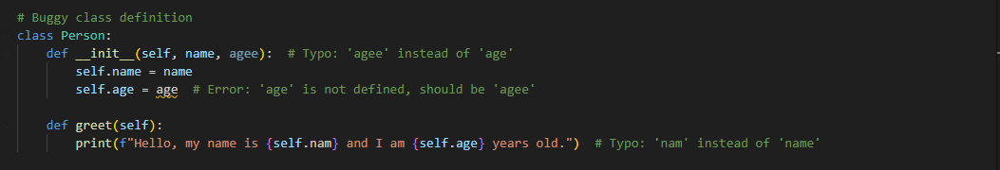 # Buggy class definition
class Person:
    def __init__(self, name, agee):  # Typo: 'agee' instead of 'age'
        self.name = name
        self.age = age  # Error: 'age' is not defined, should be 'agee'

    def greet(self):
        print(f"Hello, my name is {self.nam} and I am {self.age} years old.")  # Typo: 'nam' instead of 'name'